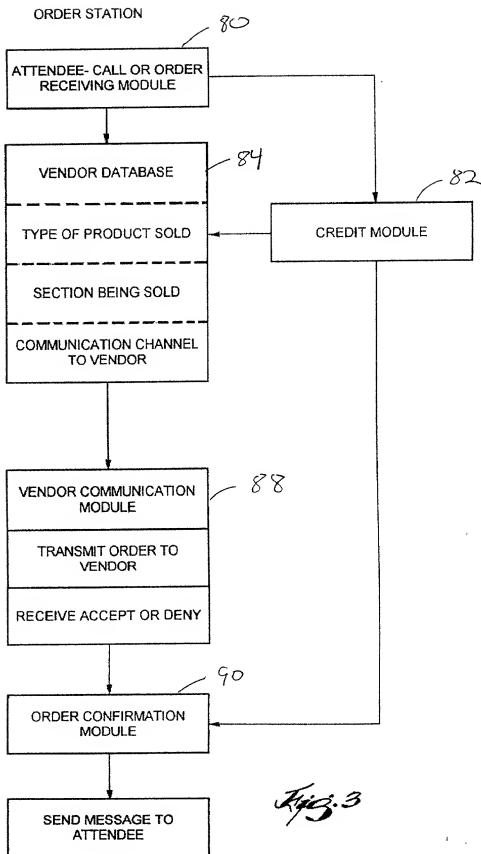 ORDER STATION
80
ATTENDEE- CALL OR ORDER
RECEIVING MODULE
84
VENDOR DATABASE
82
TYPE OF PRODUCT SOLD
CREDIT MODULE
SECTION BEING SOLD
COMMUNICATION CHANNEL
TO VENDOR
88
VENDOR COMMUNICATION
MODULE
TRANSMIT ORDER TO
VENDOR
RECEIVE ACCEPT OR DENY
90
ORDER CONFIRMATION
MODULE
Fig. 3
SEND MESSAGE TO
ATTENDEE